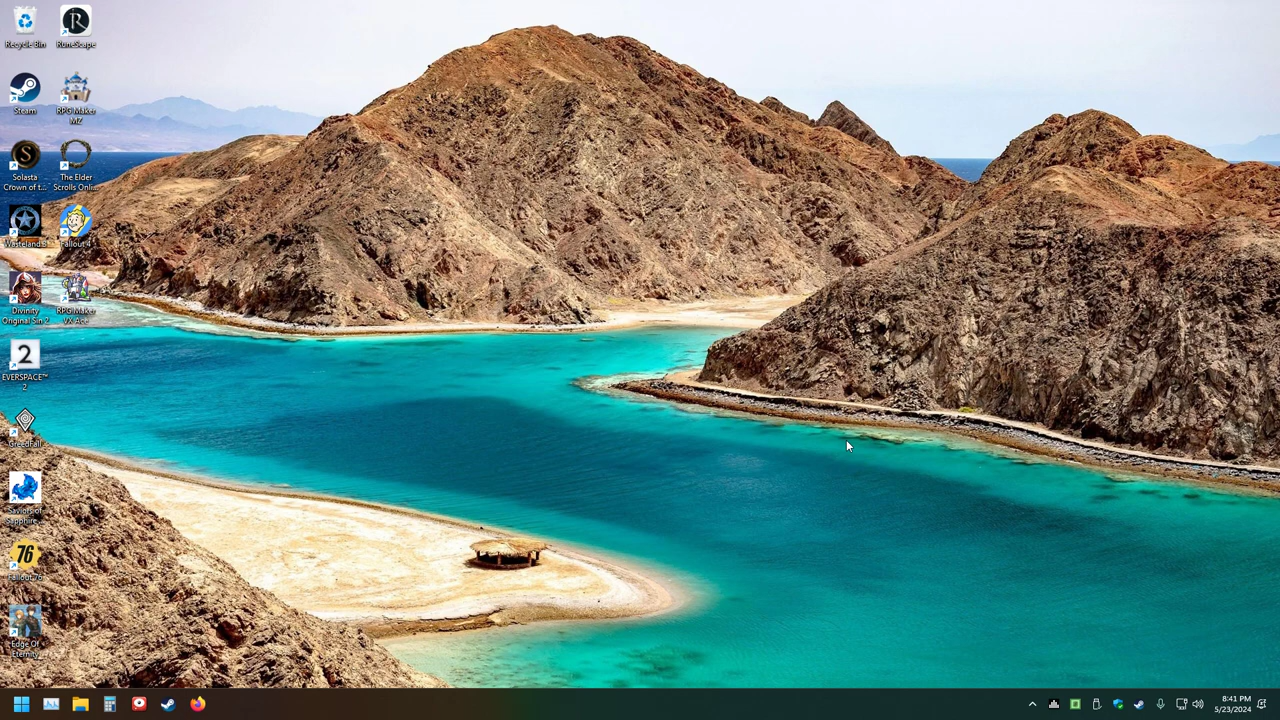 Recycle Bin
RuneScape
Steam
RPG Maker
MZ
Solasta
Crown of t...
The Elder
Scrolls Onli...
Wasteland 3
Fallout 4
Divinity
Original Sin 2
RPG Maker
VX Ace
2
EVERSPACE™
2
GreedFall
Saviors of
Sapphire ...
76
Fallout 76
Edge Of
Eternity
8:41 PM
5/23/2024